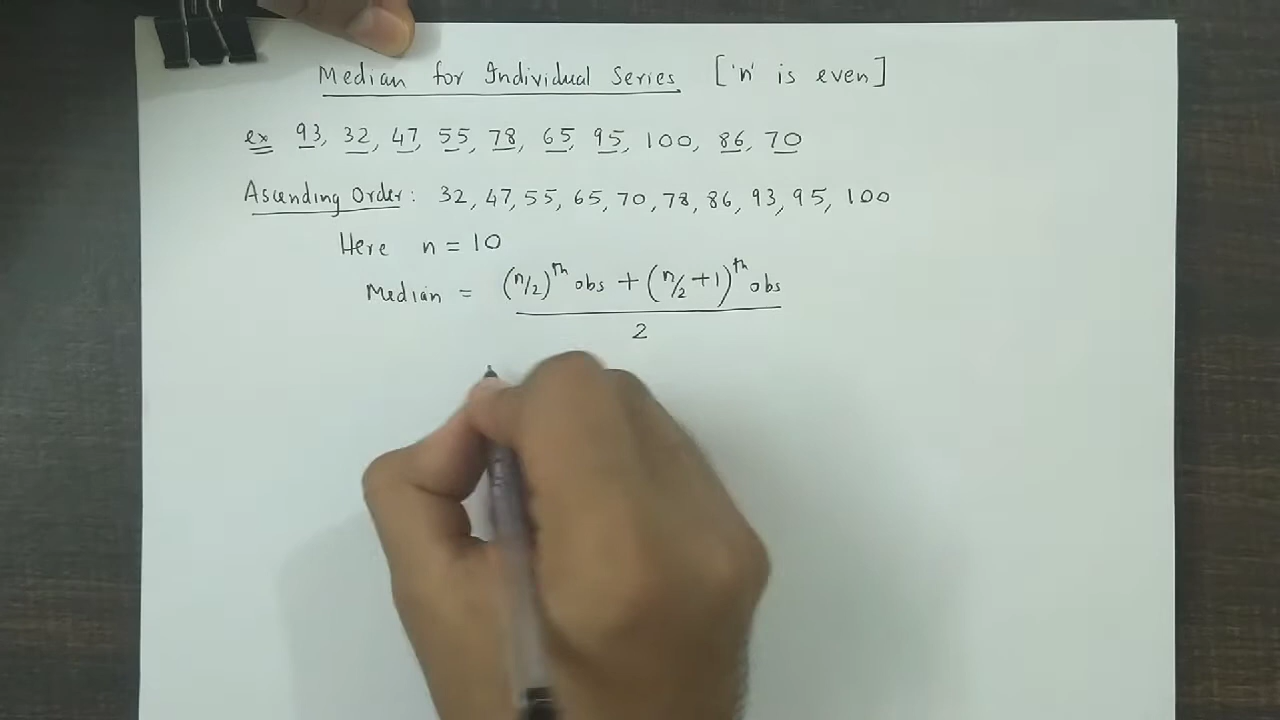 Median for Individual Series ['n' is even]
ex 93, 32, 47, 55, 78, 65, 95, 100, 86, 70
Ascending Order: 32, 47, 55, 65, 70, 78, 86, 93, 95, 100
Here n = 10
Median = (n/2)th obs + (n/2 + 1)th obs
2